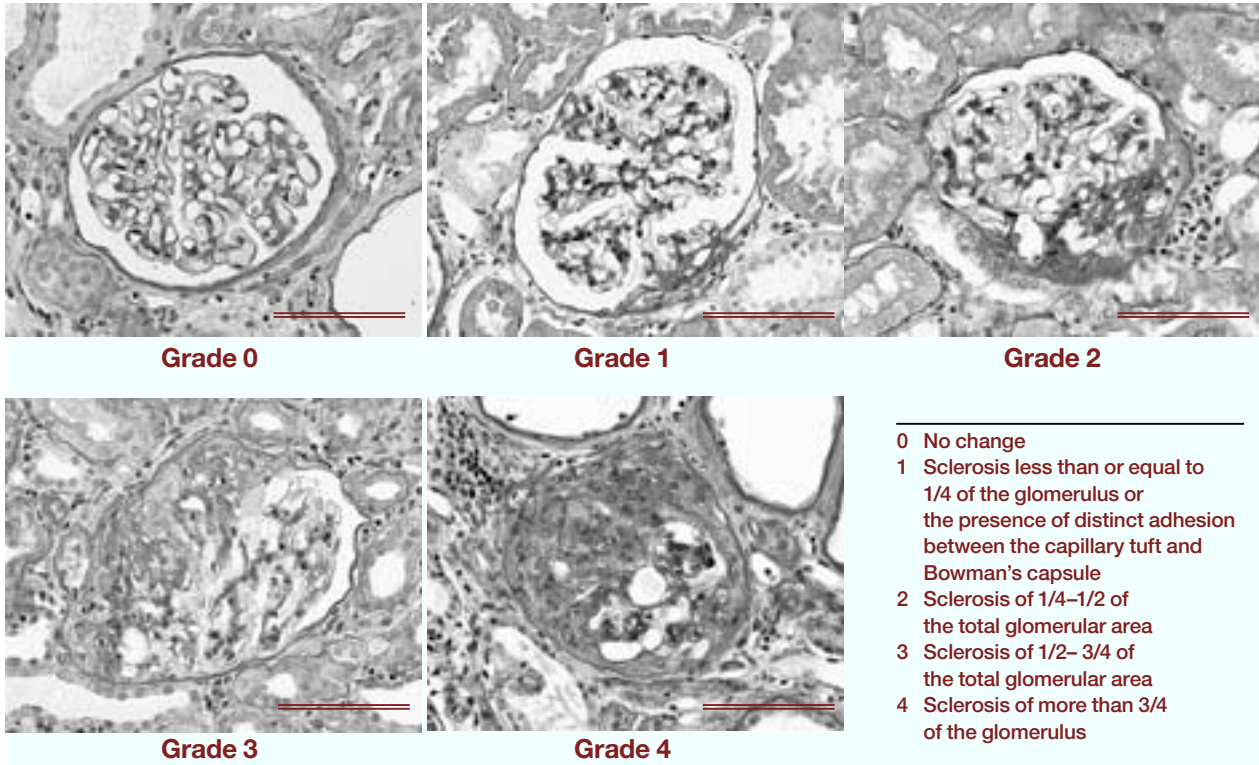 Grade 0
Grade 1
Grade 2
Grade 3
Grade 4
0 No change
1 Sclerosis less than or equal to
1/4 of the glomerulus or
the presence of distinct adhesion
between the capillary tuft and
Bowman’s capsule
2 Sclerosis of 1/4–1/2 of
the total glomerular area
3 Sclerosis of 1/2– 3/4 of
the total glomerular area
4 Sclerosis of more than 3/4
of the glomerulus